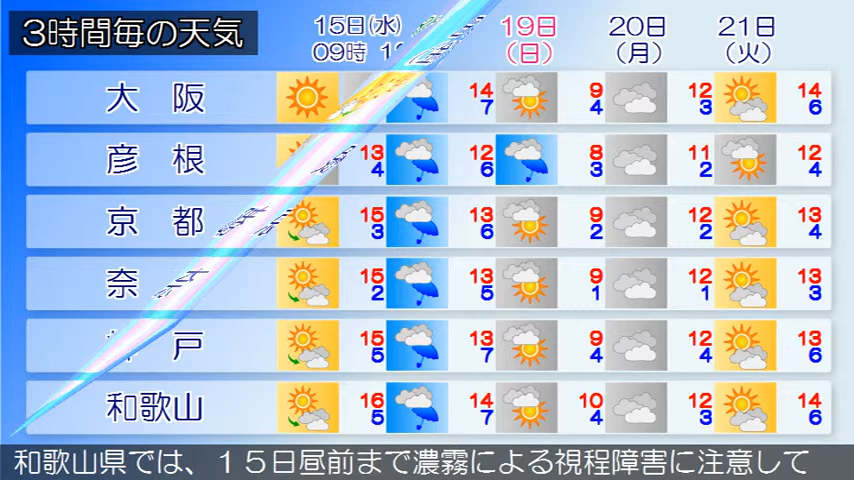 3時間毎の天気
15日(水) 19日 20日 21日
09時 (日) (月) (火)
大阪 14 9 12 14
7 4 3 6
彦根 13 12 8 11 12
4 6 3 2 4
京都 15 13 9 12 13
3 6 2 2 4
奈 15 13 9 12 13
2 5 1 1 3
戸 15 13 9 12 13
5 7 4 4 6
和歌山 16 14 10 12 14
5 7 4 3 6
和歌山県では、１５日昼前まで濃霧による視程障害に注意して